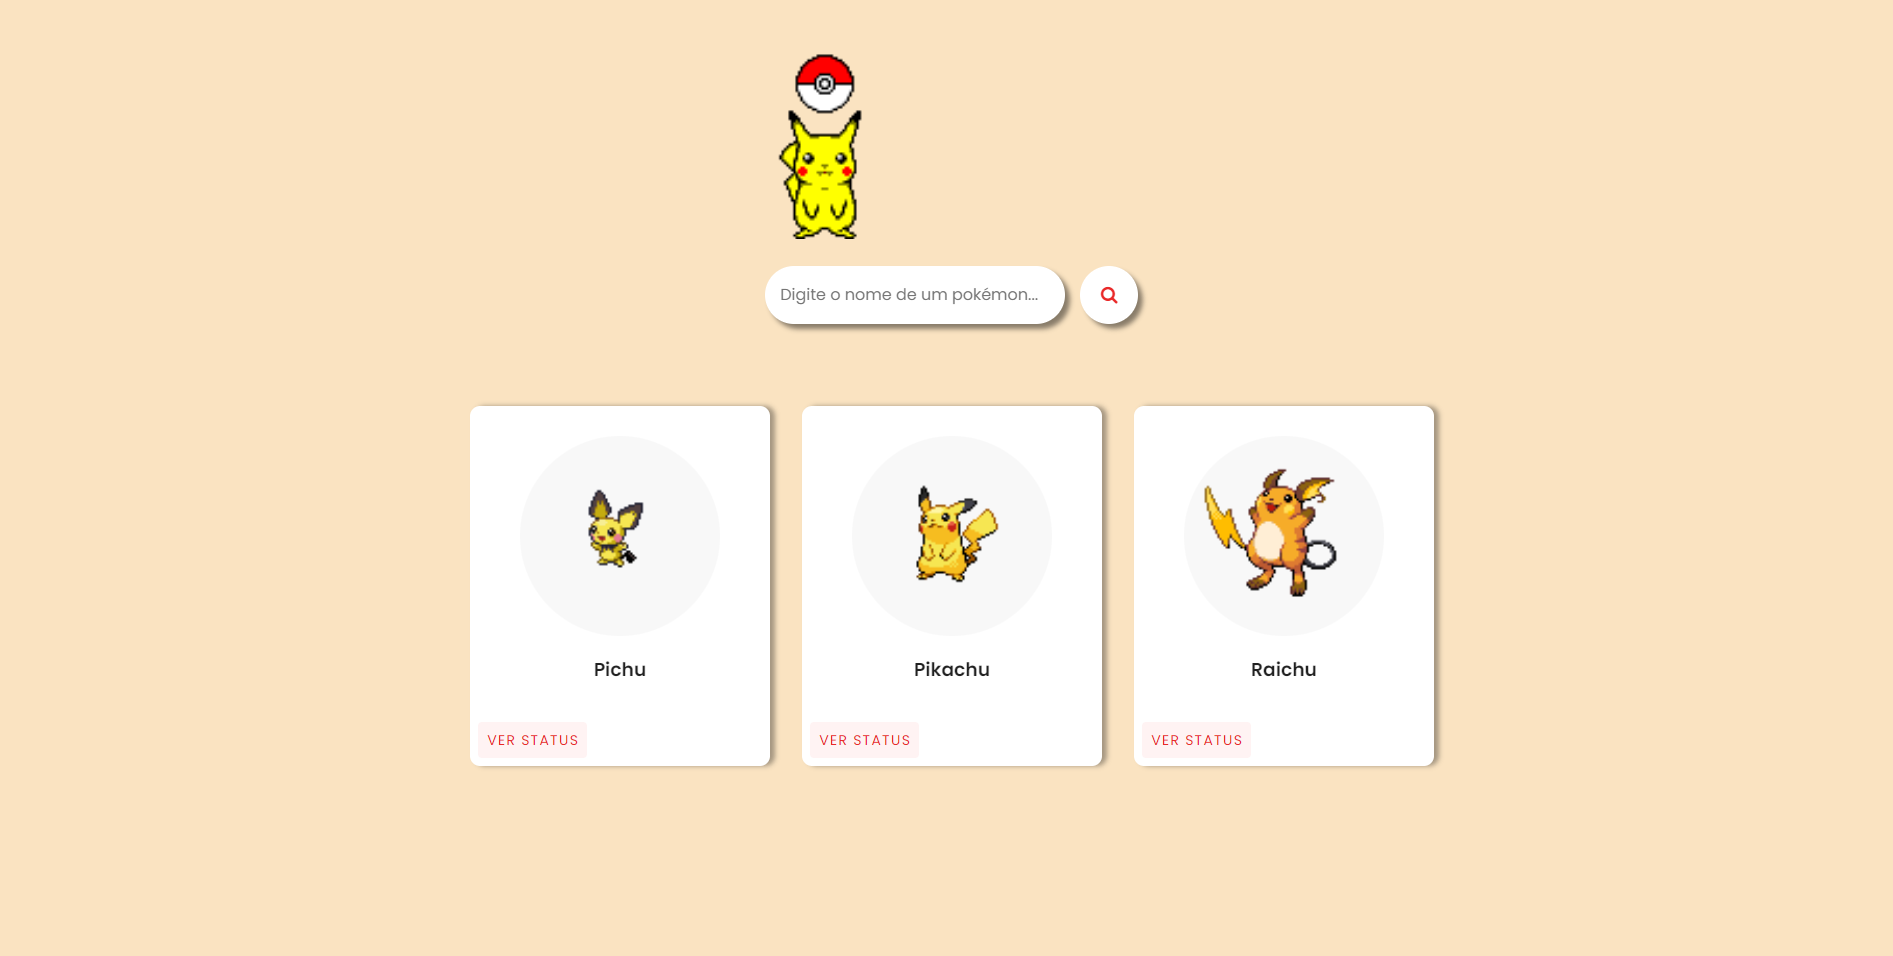 Digite o nome de um pokémon...
Pichu
Pikachu
Raichu
VER STATUS
VER STATUS
VER STATUS